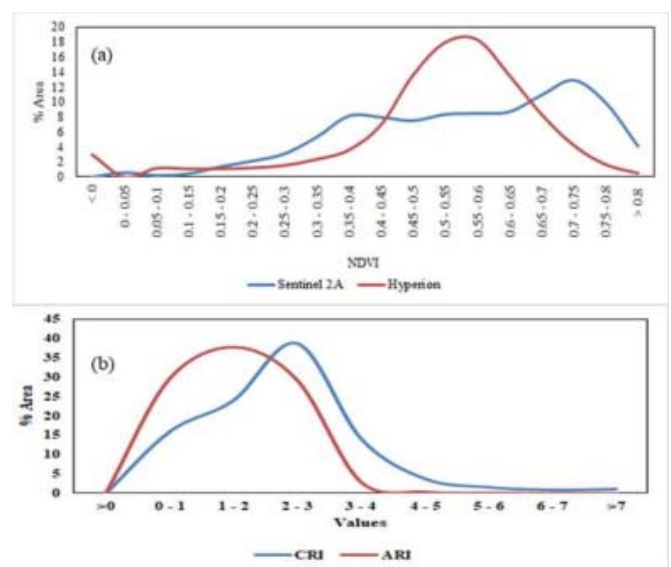 (a)
% Area
20
18
16
14
12
10
8
6
4
2
0
< 0
0 - 0.05
0.05 - 0.1
0.1 - 0.15
0.15 - 0.2
0.2 - 0.25
0.25 - 0.3
0.3 - 0.35
0.35 - 0.4
0.4 - 0.45
0.45 - 0.5
0.5 - 0.55
0.55 - 0.6
0.6 - 0.65
0.65 - 0.7
0.7 - 0.75
0.75 - 0.8
> 0.8
NDVI
Sentinel 2A Hyperion
(b)
% Area
45
40
35
30
25
20
15
10
5
0
>0 0 - 1 1 - 2 2 - 3 3 - 4 4 - 5 5 - 6 6 - 7 >7
Values
CRI ARI